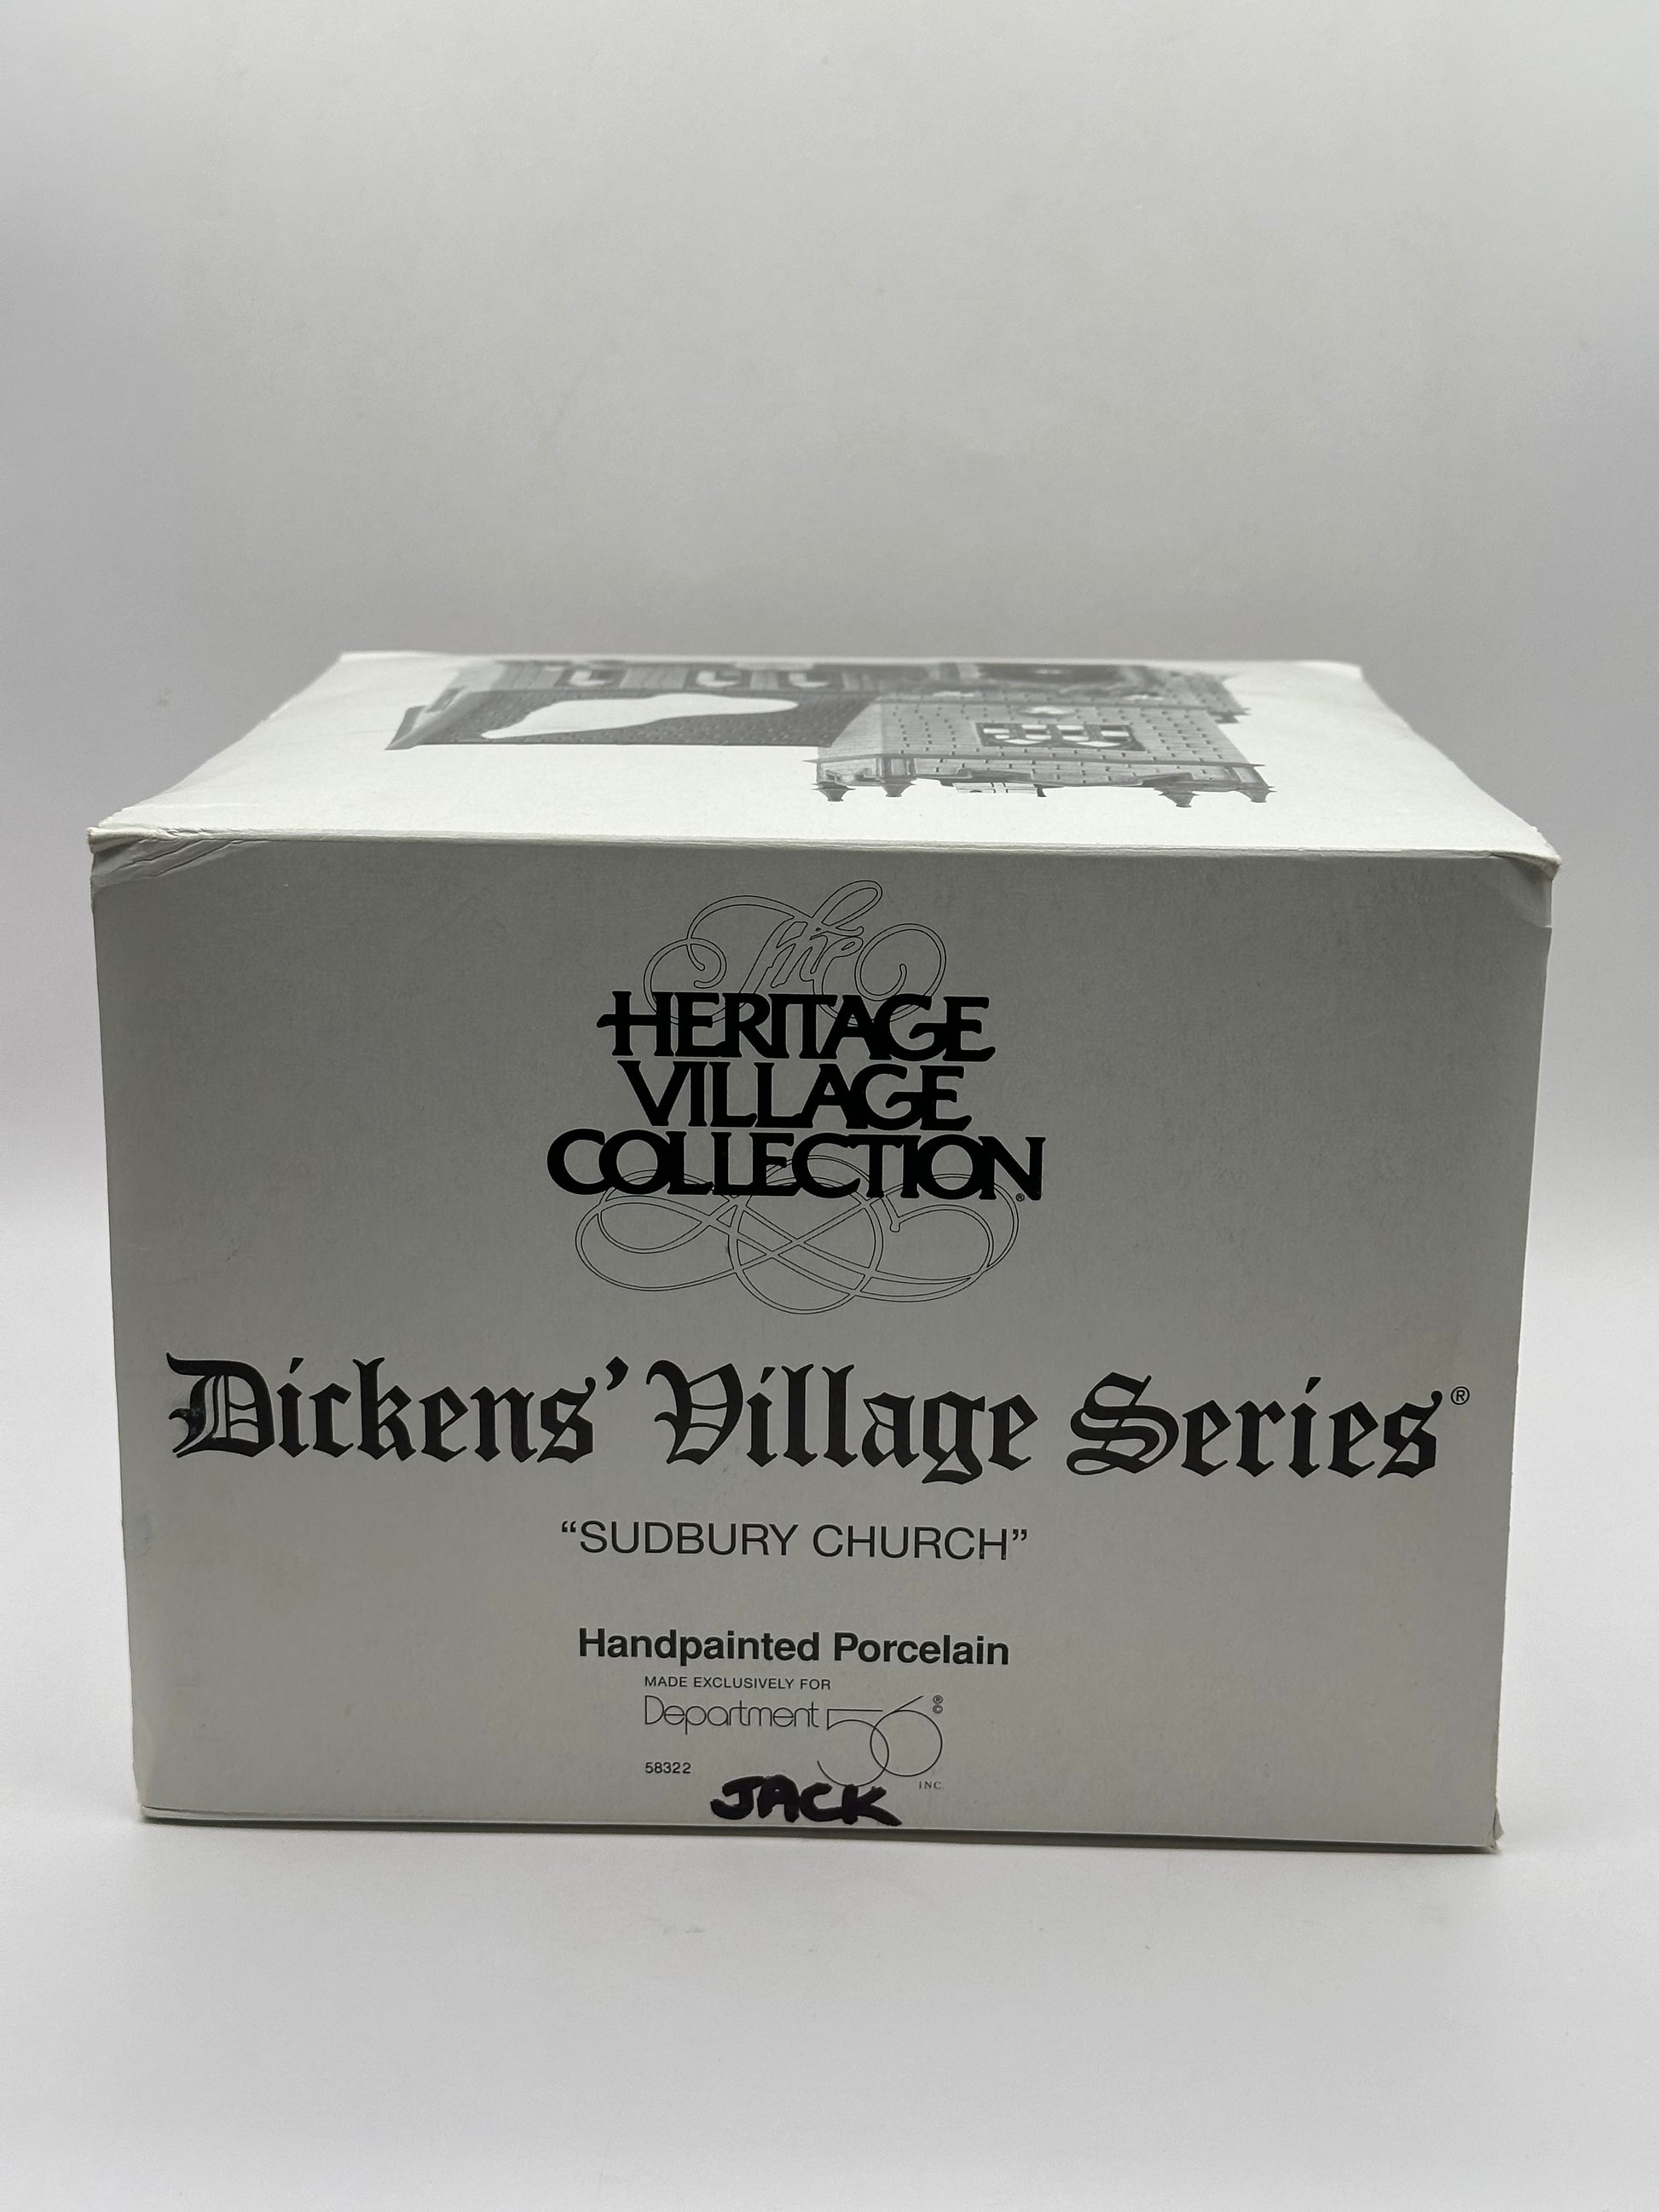 The
HERITAGE
VILLAGE
COLLECTION®
Dickens' Village Series®
“SUDBURY CHURCH”
Handpainted Porcelain
MADE EXCLUSIVELY FOR
Department 56®©
58322
INC.
JACK